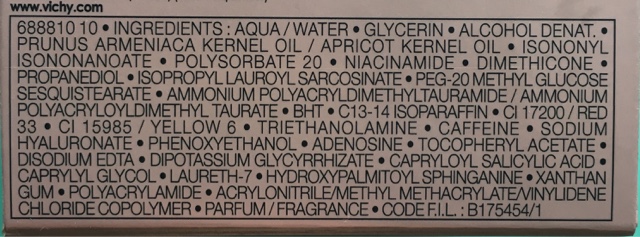 www.vichy.com
688810 10 • INGREDIENTS : AQUA / WATER • GLYCERIN • ALCOHOL DENAT. •
PRUNUS ARMENIACA KERNEL OIL / APRICOT KERNEL OIL • ISONONYL
ISONONANOATE • POLYSORBATE 20 • NIACINAMIDE • DIMETHICONE •
PROPANEDIOL • ISOPROPYL LAUROYL SARCOSINATE • PEG-20 METHYL GLUCOSE
SESQUISTEARATE • AMMONIUM POLYACRYLDIMETHYLTAURAMIDE / AMMONIUM
POLYACRYLOYLDIMETHYL TAURATE • BHT • C13-14 ISOPARAFFIN • CI 17200 / RED
33 • CI 15985 / YELLOW 6 • TRIETHANOLAMINE • CAFFEINE • SODIUM
HYALURONATE • PHENOXYETHANOL • ADENOSINE • TOCOPHERYL ACETATE •
DISODIUM EDTA • DIPOTASSIUM GLYCYRRHIZATE • CAPRYLOYL SALICYLIC ACID •
CAPRYLYL GLYCOL • LAURETH-7 • HYDROXYPALMITOYL SPHINGANINE • XANTHAN
GUM • POLYACRYLAMIDE • ACRYLONITRILE/METHYL METHACRYLATE/VINYLIDENE
CHLORIDE COPOLYMER • PARFUM / FRAGRANCE • CODE F.I.L. : B175454/1